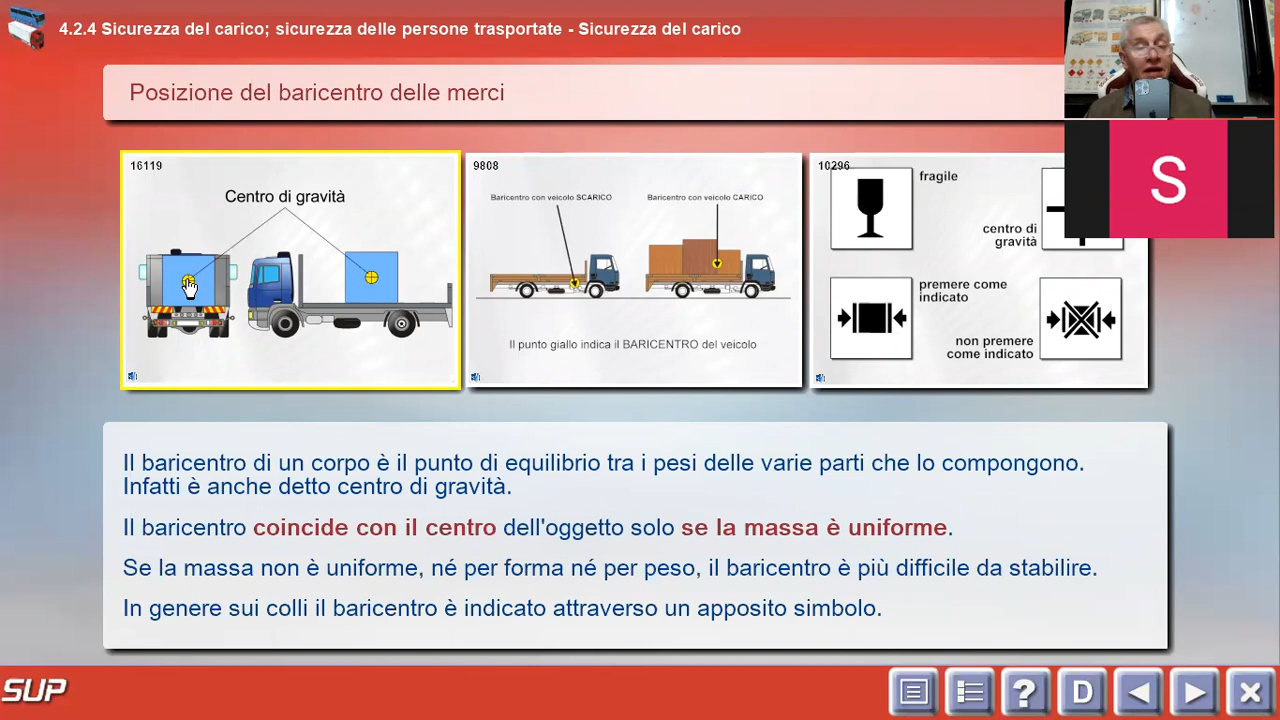 4.2.4 Sicurezza del carico; sicurezza delle persone trasportate - Sicurezza del carico
Posizione del baricentro delle merci
16119
Centro di gravità
9808
Baricentro con veicolo SCARICO
Baricentro con veicolo CARICO
Il punto giallo indica il BARICENTRO del veicolo
10296
fragile
centro di
gravità
premere come
indicato
non premere
come indicato
S
Il baricentro di un corpo è il punto di equilibrio tra i pesi delle varie parti che lo compongono.
Infatti è anche detto centro di gravità.
Il baricentro coincide con il centro dell'oggetto solo se la massa è uniforme.
Se la massa non è uniforme, né per forma né per peso, il baricentro è più difficile da stabilire.
In genere sui colli il baricentro è indicato attraverso un apposito simbolo.
SUP
? D